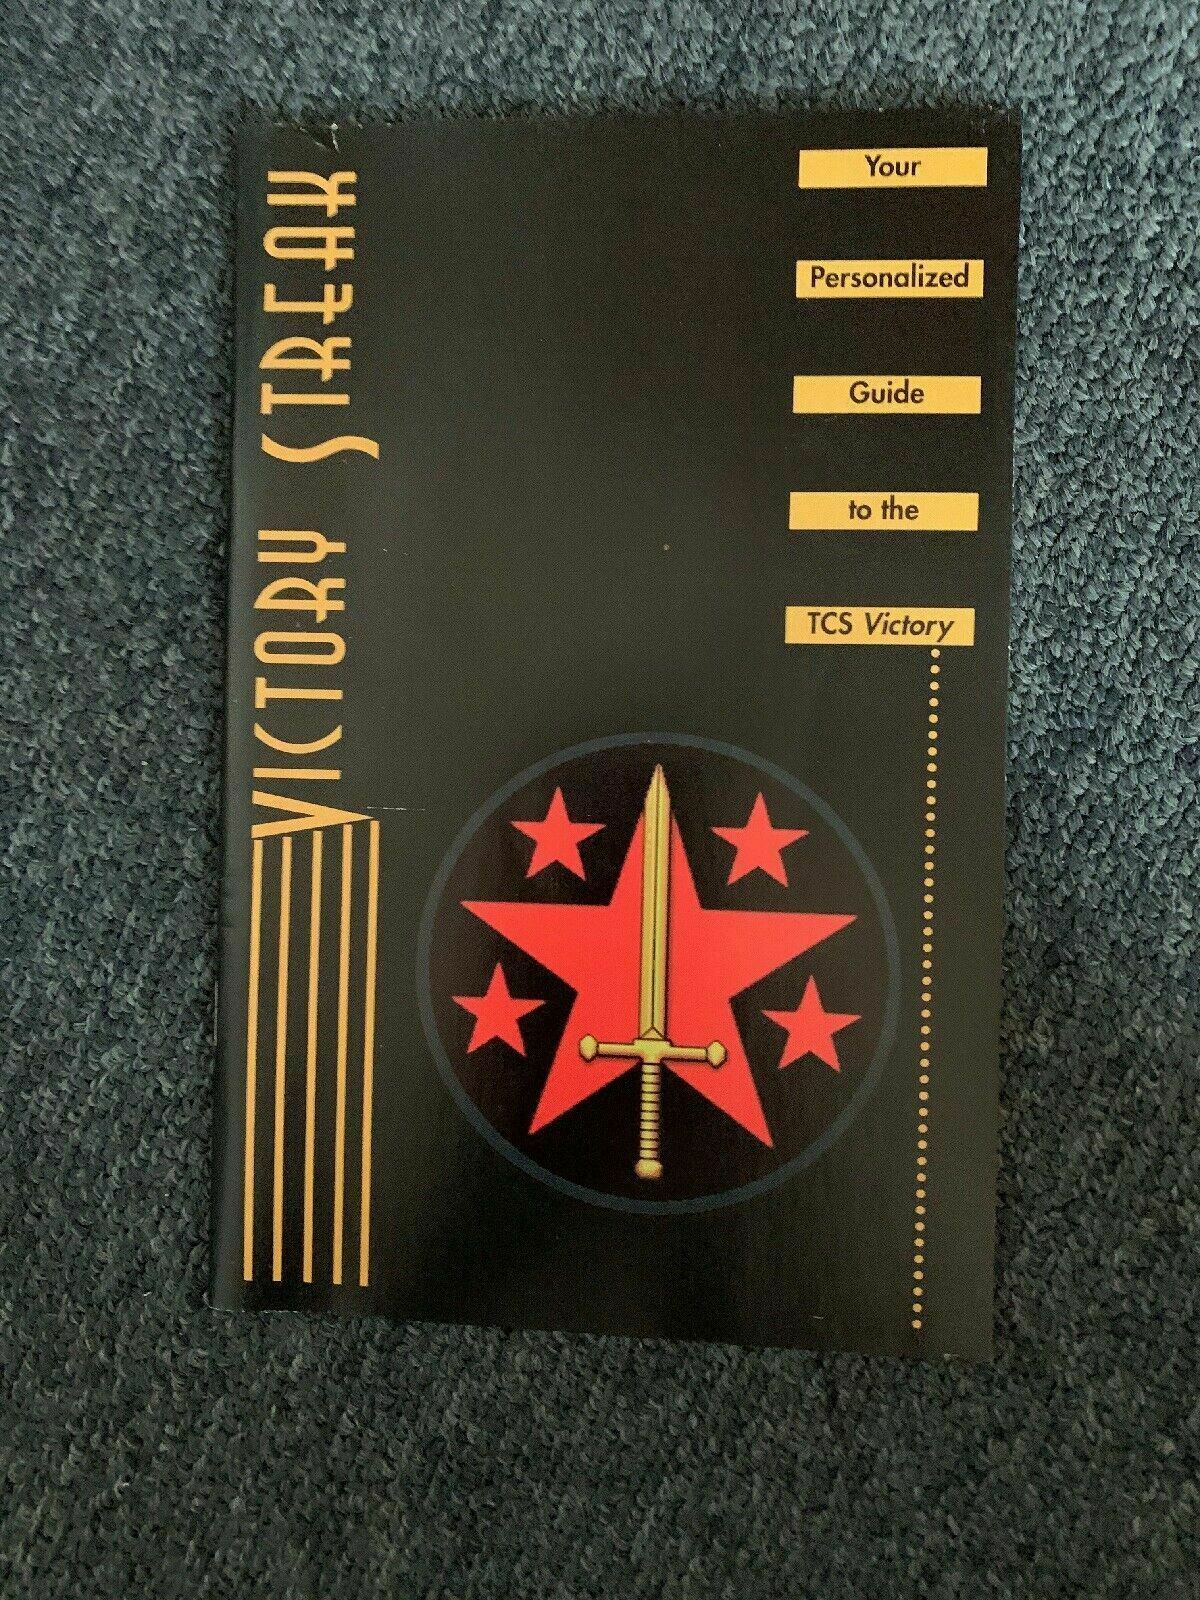 VICTORY STREAK
Your
Personalized
Guide
to the
TCS Victory